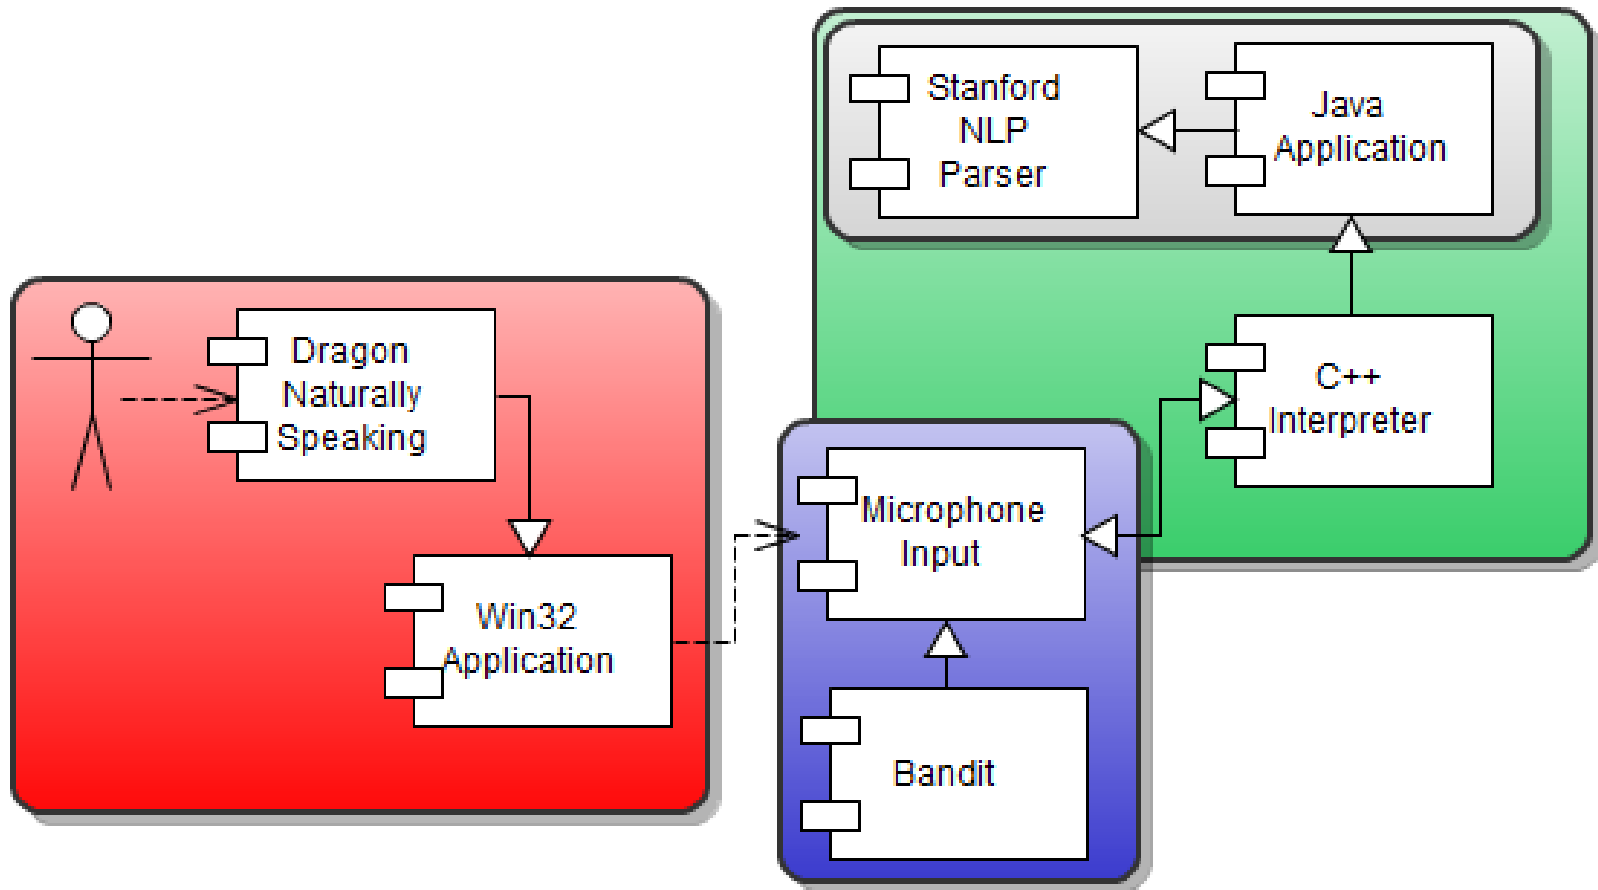 Stanford
NLP
Parser
Java
Application
Dragon
Naturally
Speaking
C++
Interpreter
Microphone
Input
Win32
Application
Bandit